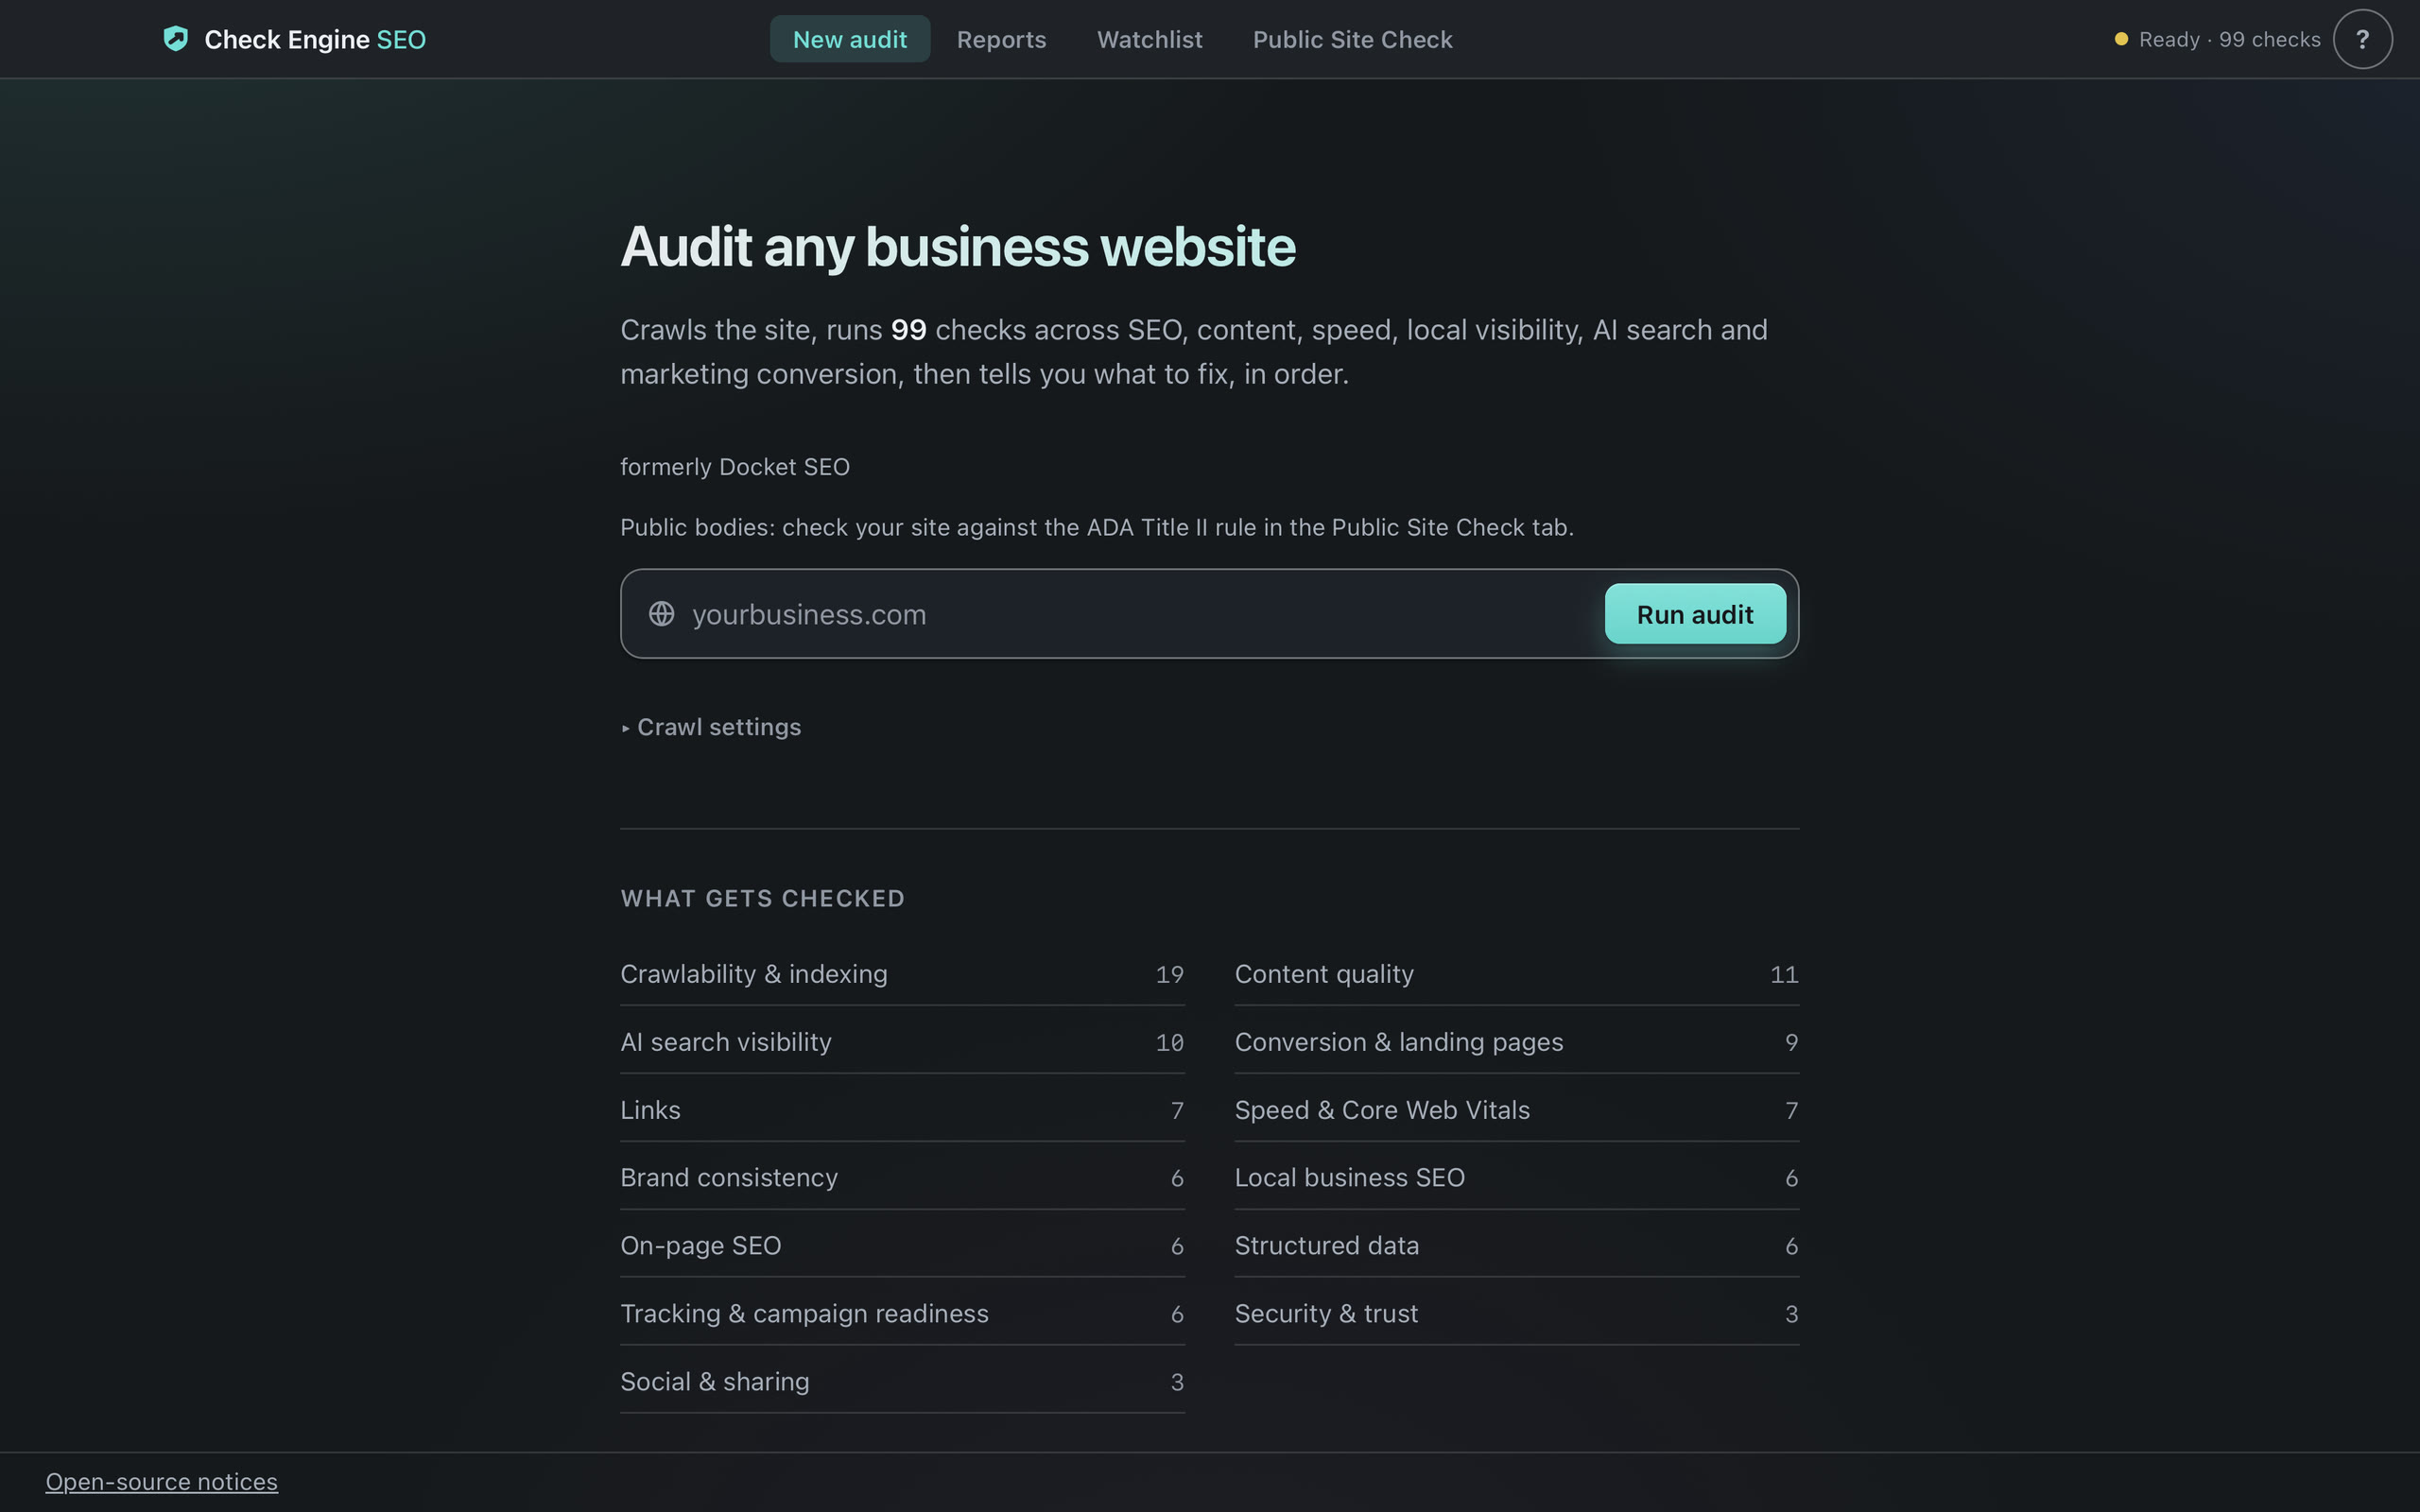 Check Engine SEO
New audit
Reports
Watchlist
Public Site Check
Ready · 99 checks
?
Audit any business website
Crawls the site, runs 99 checks across SEO, content, speed, local visibility, AI search and
marketing conversion, then tells you what to fix, in order.
formerly Docket SEO
Public bodies: check your site against the ADA Title II rule in the Public Site Check tab.
yourbusiness.com
Run audit
▸ Crawl settings
WHAT GETS CHECKED
Crawlability & indexing 19
Content quality 11
AI search visibility 10
Conversion & landing pages 9
Links 7
Speed & Core Web Vitals 7
Brand consistency 6
Local business SEO 6
On-page SEO 6
Structured data 6
Tracking & campaign readiness 6
Security & trust 3
Social & sharing 3
Open-source notices